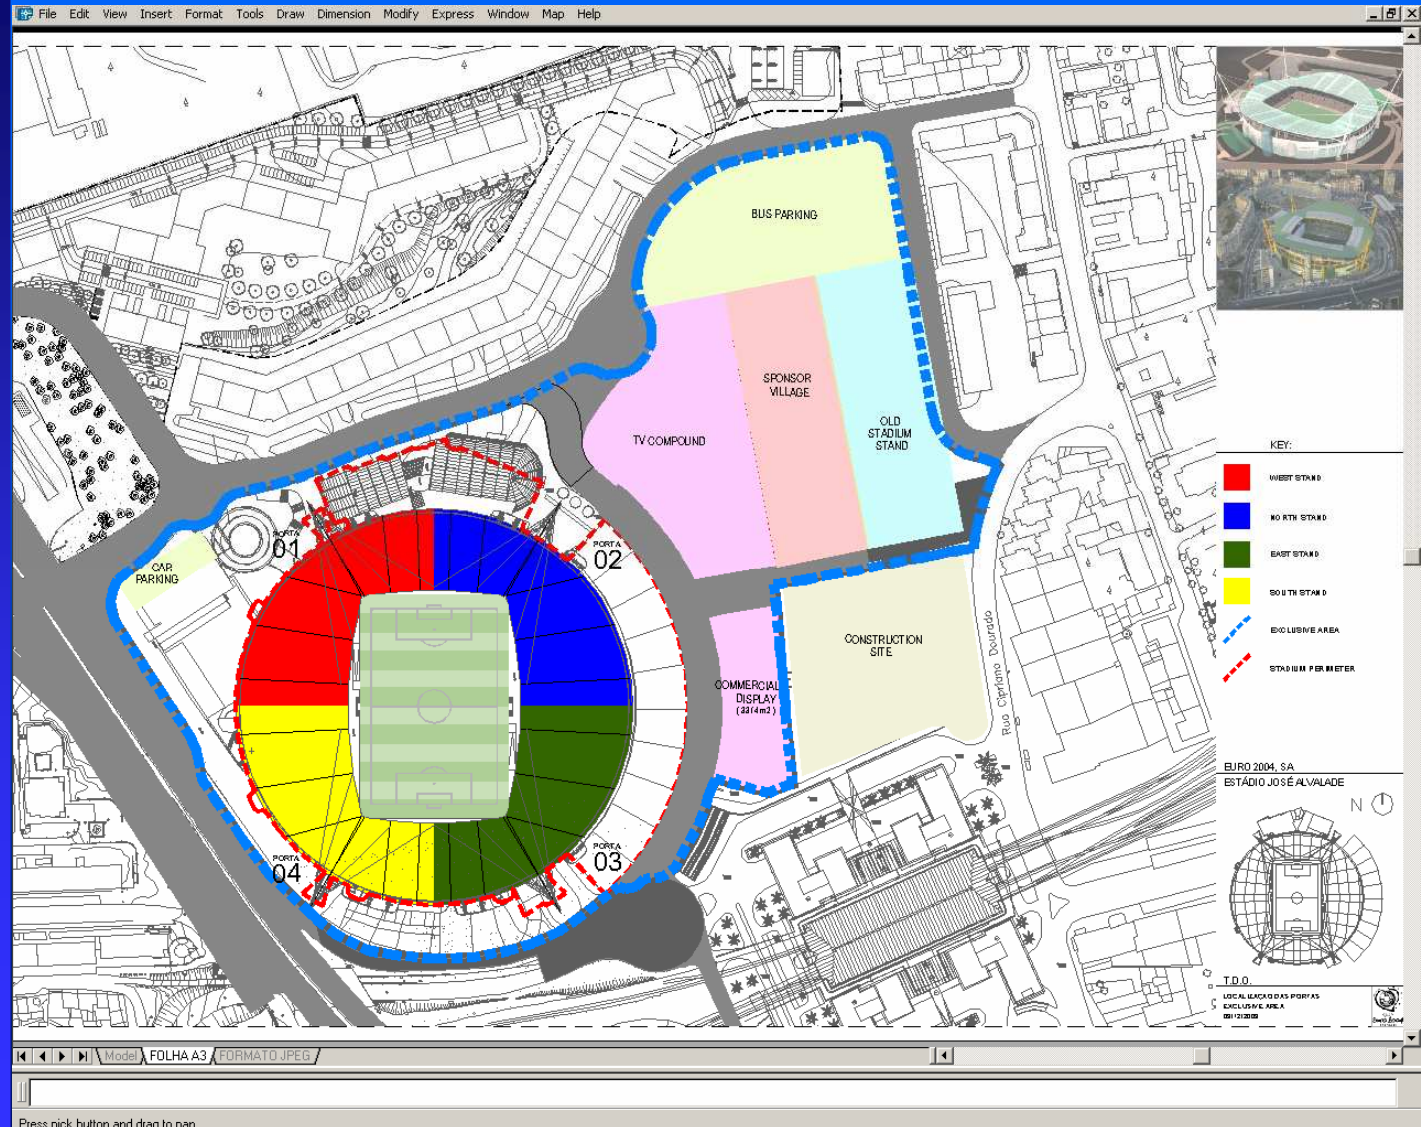 File Edit View Insert Format Tools Draw Dimension Modify Express Window Map Help
BUS PARKING
SPONSOR
VILLAGE
TV COMPOUND
OLD
STADIUM
STAND
PORTA
01
PORTA
02
CAR
PARKING
CONSTRUCTION
SITE
COMMERCIAL
DISPLAY
(3314m2)
Rua Cipriano Dourado
PORTA
03
PORTA
04
KEY:
WEST STAND
NORTH STAND
EAST STAND
SOUTH STAND
EXCLUSIVE AREA
STADIUM PERIMETER
EURO 2004, SA
ESTÁDIO JOSÉ ALVALADE
N
T.D.O.
LOCALIZAÇAO DAS PORTAS
EXCLUSIVE AREA
Model FOLHA A3 FORMATO JPEG
Press pick button and drag to pan